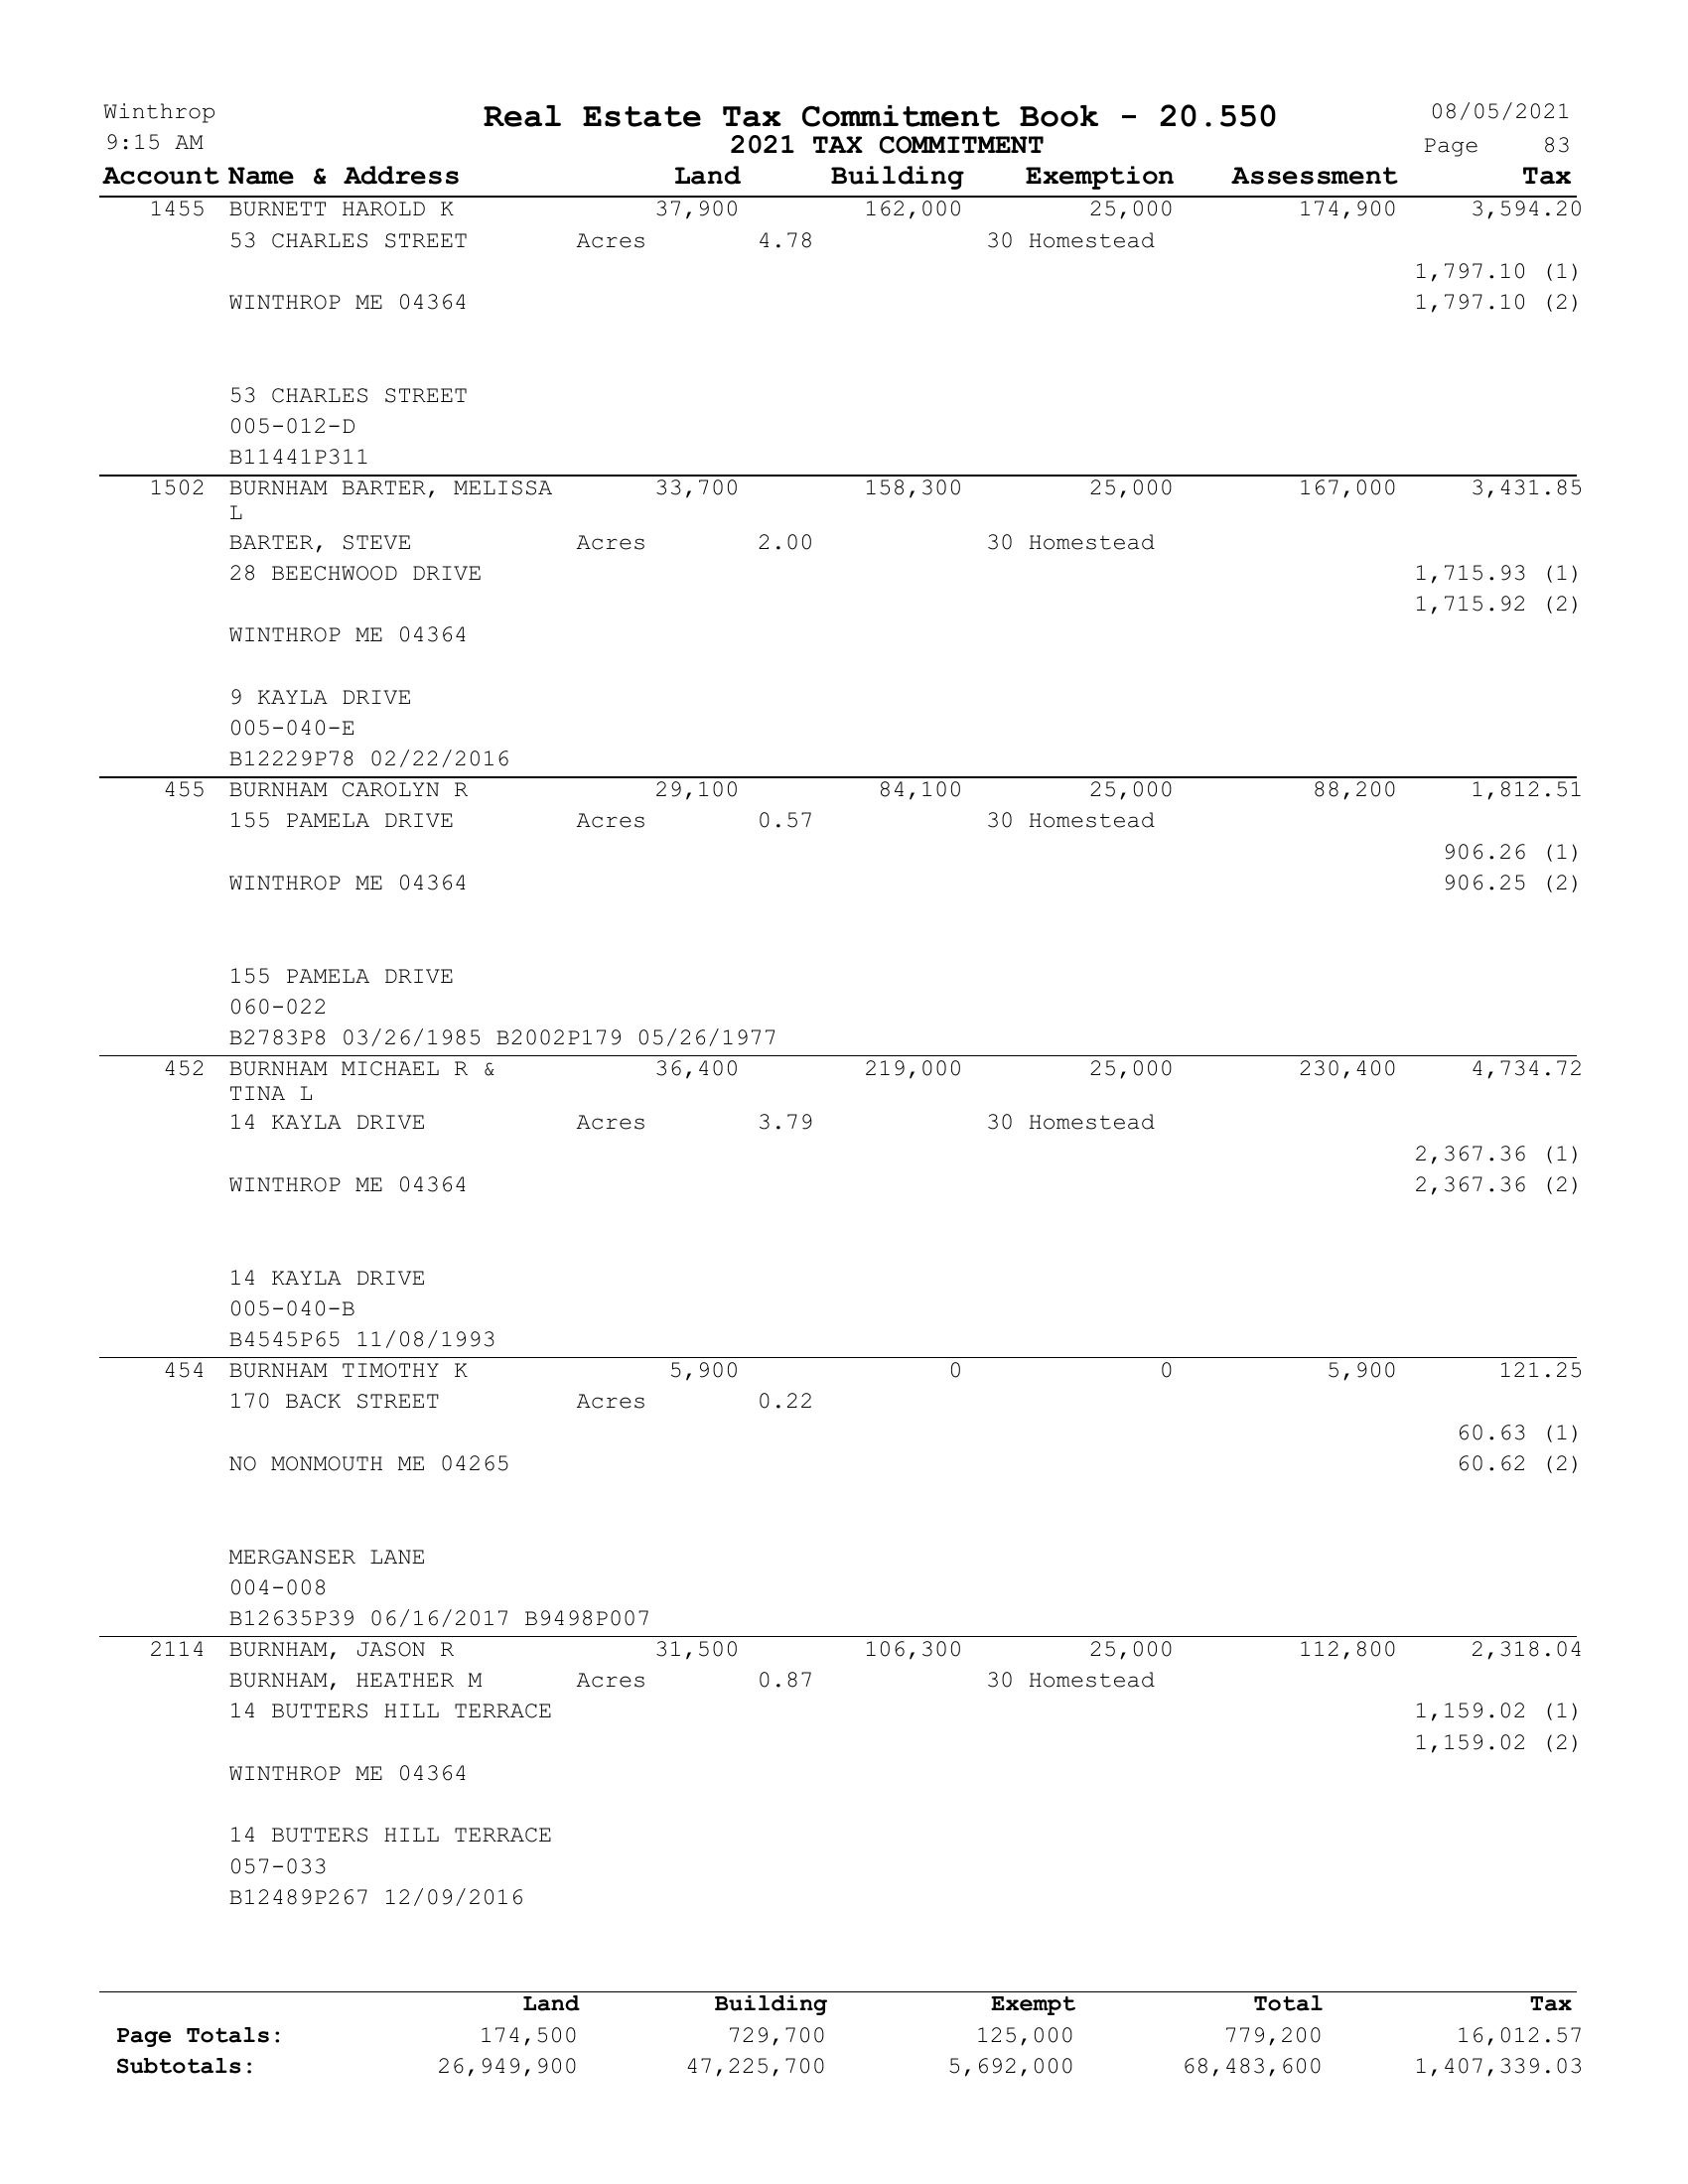 Winthrop Real Estate Tax Commitment Book - 20.550 08/05/2021
9:15 AM 2021 TAX COMMITMENT Page 83
Account Name & Address Land Building Exemption Assessment Tax
1455 BURNETT HAROLD K 37,900 162,000 25,000 174,900 3,594.20
53 CHARLES STREET Acres 4.78 30 Homestead
1,797.10 (1)
WINTHROP ME 04364 1,797.10 (2)
53 CHARLES STREET
005-012-D
B11441P311
1502 BURNHAM BARTER, MELISSA 33,700 158,300 25,000 167,000 3,431.85
L
BARTER, STEVE Acres 2.00 30 Homestead
28 BEECHWOOD DRIVE 1,715.93 (1)
1,715.92 (2)
WINTHROP ME 04364
9 KAYLA DRIVE
005-040-E
B12229P78 02/22/2016
455 BURNHAM CAROLYN R 29,100 84,100 25,000 88,200 1,812.51
155 PAMELA DRIVE Acres 0.57 30 Homestead
906.26 (1)
WINTHROP ME 04364 906.25 (2)
155 PAMELA DRIVE
060-022
B2783P8 03/26/1985 B2002P179 05/26/1977
452 BURNHAM MICHAEL R & 36,400 219,000 25,000 230,400 4,734.72
TINA L
14 KAYLA DRIVE Acres 3.79 30 Homestead
2,367.36 (1)
WINTHROP ME 04364 2,367.36 (2)
14 KAYLA DRIVE
005-040-B
B4545P65 11/08/1993
454 BURNHAM TIMOTHY K 5,900 0 0 5,900 121.25
170 BACK STREET Acres 0.22
60.63 (1)
NO MONMOUTH ME 04265 60.62 (2)
MERGANSER LANE
004-008
B12635P39 06/16/2017 B9498P007
2114 BURNHAM, JASON R 31,500 106,300 25,000 112,800 2,318.04
BURNHAM, HEATHER M Acres 0.87 30 Homestead
14 BUTTERS HILL TERRACE 1,159.02 (1)
1,159.02 (2)
WINTHROP ME 04364
14 BUTTERS HILL TERRACE
057-033
B12489P267 12/09/2016
Land Building Exempt Total Tax
Page Totals: 174,500 729,700 125,000 779,200 16,012.57
Subtotals: 26,949,900 47,225,700 5,692,000 68,483,600 1,407,339.03